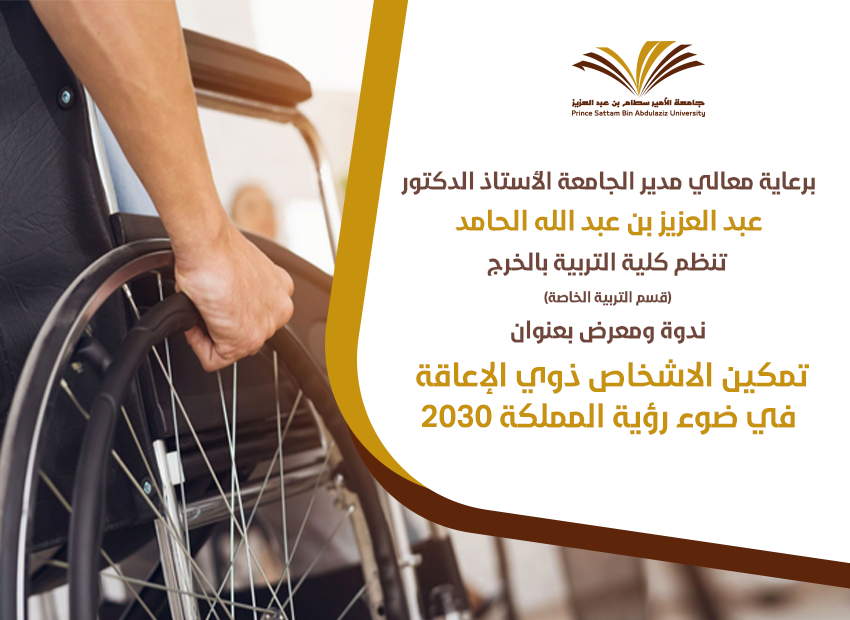 جامعة الأمير سطام بن عبد العزيز
Prince Sattam Bin Abdulaziz University
برعاية معالي مدير الجامعة الأستاذ الدكتور
عبد العزيز بن عبد الله الحامد
تنظم كلية التربية بالخرج
(قسم التربية الخاصة)
ندوة ومعرض بعنوان
تمكين الاشخاص ذوي الإعاقة
في ضوء رؤية المملكة 2030